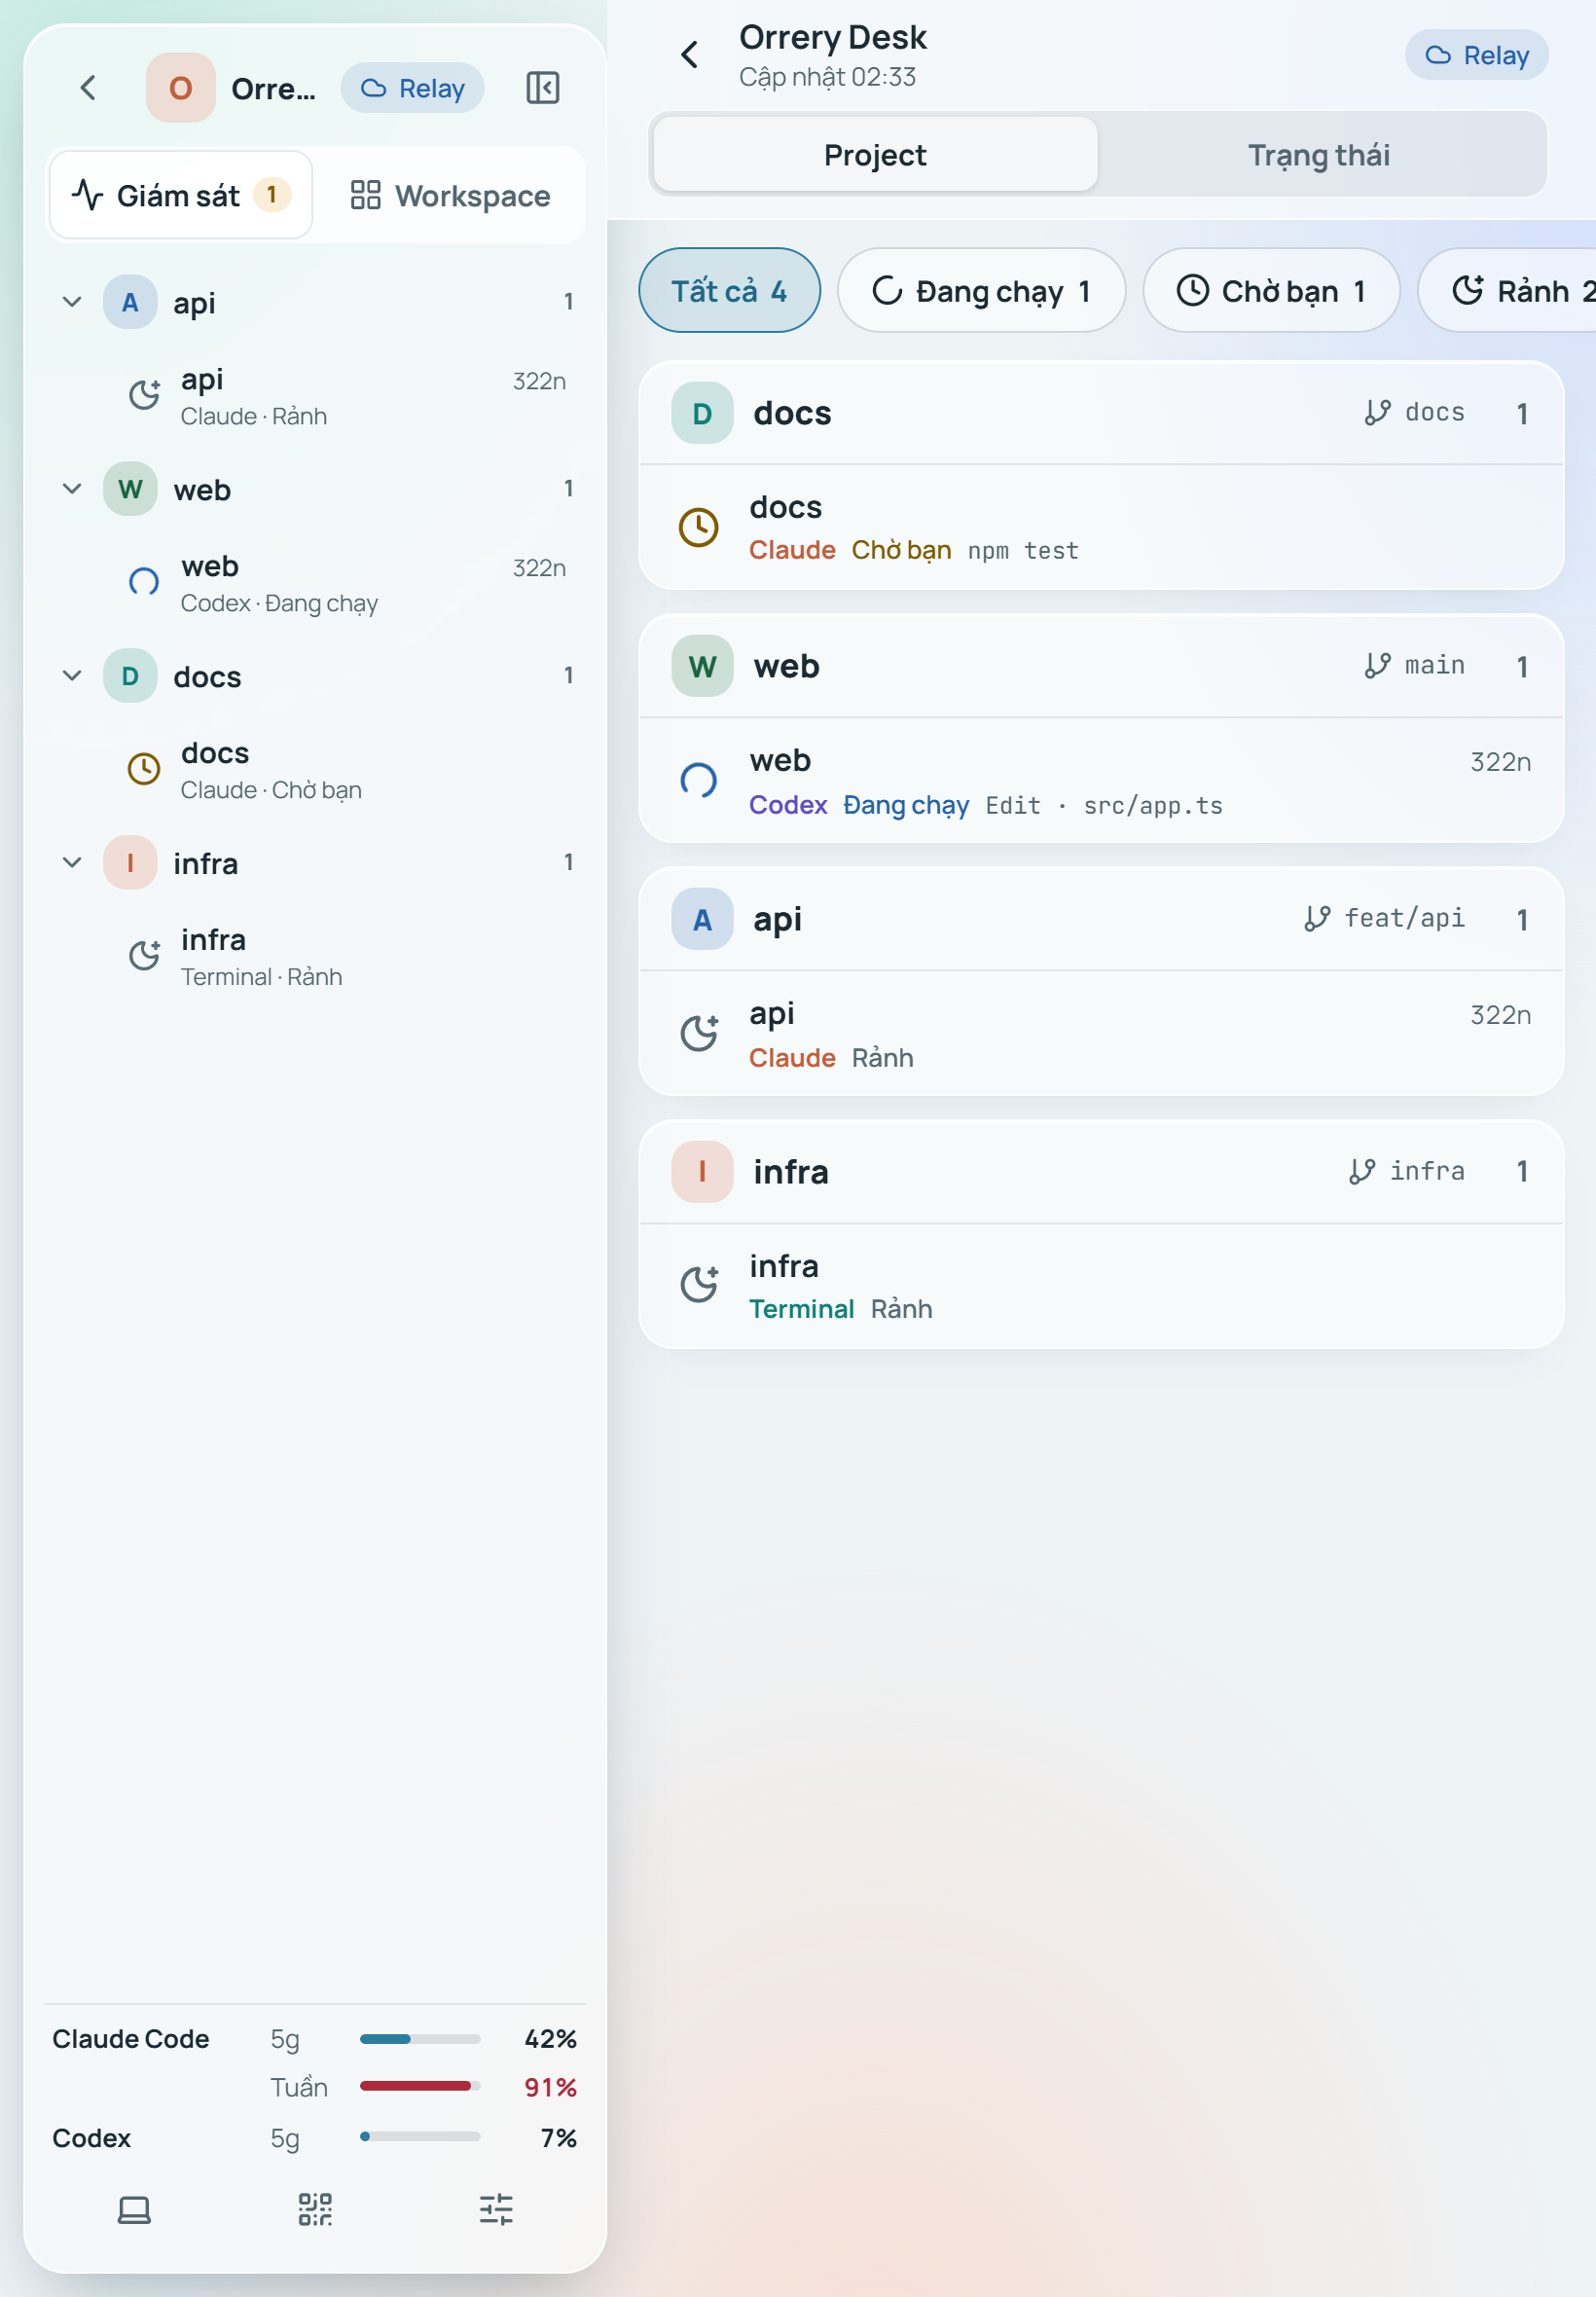 O Orre... Relay
Giám sát 1 Workspace
A api 1
api 322n
Claude · Rảnh
W web 1
web 322n
Codex · Đang chạy
D docs 1
docs
Claude · Chờ bạn
I infra 1
infra
Terminal · Rảnh
Claude Code 5g 42%
Tuần 91%
Codex 5g 7%
Orrery Desk
Cập nhật 02:33
Relay
Project Trạng thái
Tất cả 4 Đang chạy 1 Chờ bạn 1 Rảnh 2
D docs docs 1
docs
Claude Chờ bạn npm test
W web main 1
web 322n
Codex Đang chạy Edit · src/app.ts
A api feat/api 1
api 322n
Claude Rảnh
I infra infra 1
infra
Terminal Rảnh